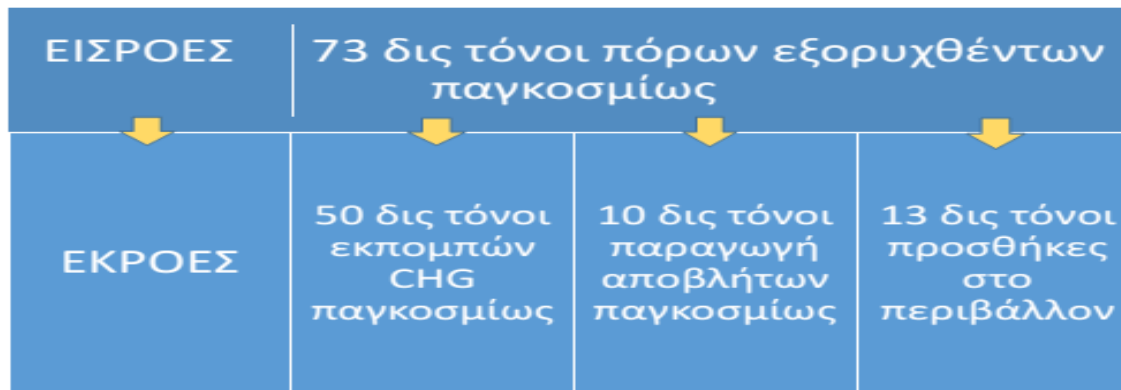 ΕΙΣΡΟΕΣ
73 δις τόνοι πόρων εξορυχθέντων
παγκοσμίως
ΕΚΡΟΕΣ
50 δις τόνοι
εκπομπών
CHG
παγκοσμίως
10 δις τόνοι
παραγωγή
αποβλήτων
παγκοσμίως
13 δις τόνοι
προσθήκες
στο
περιβάλλον